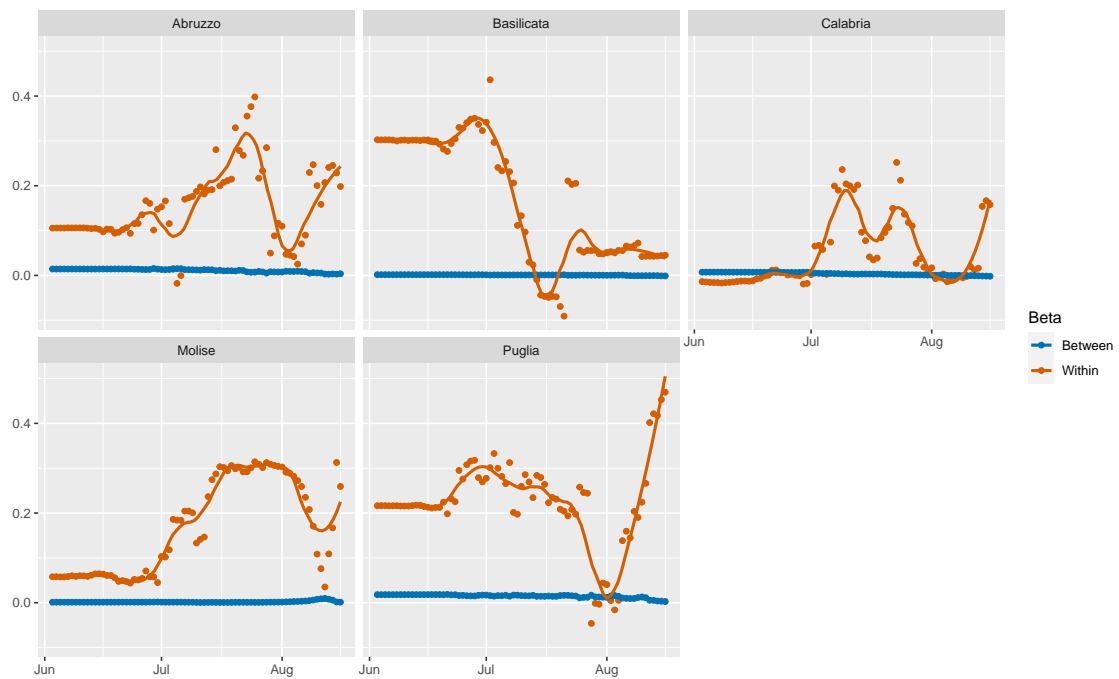 Abruzzo Basilicata Calabria
0.4
0.2
0.0
Jun Jul Aug
Molise Puglia
0.4
0.2
0.0
Jun Jul Aug Jun Jul Aug
Beta
Between
Within